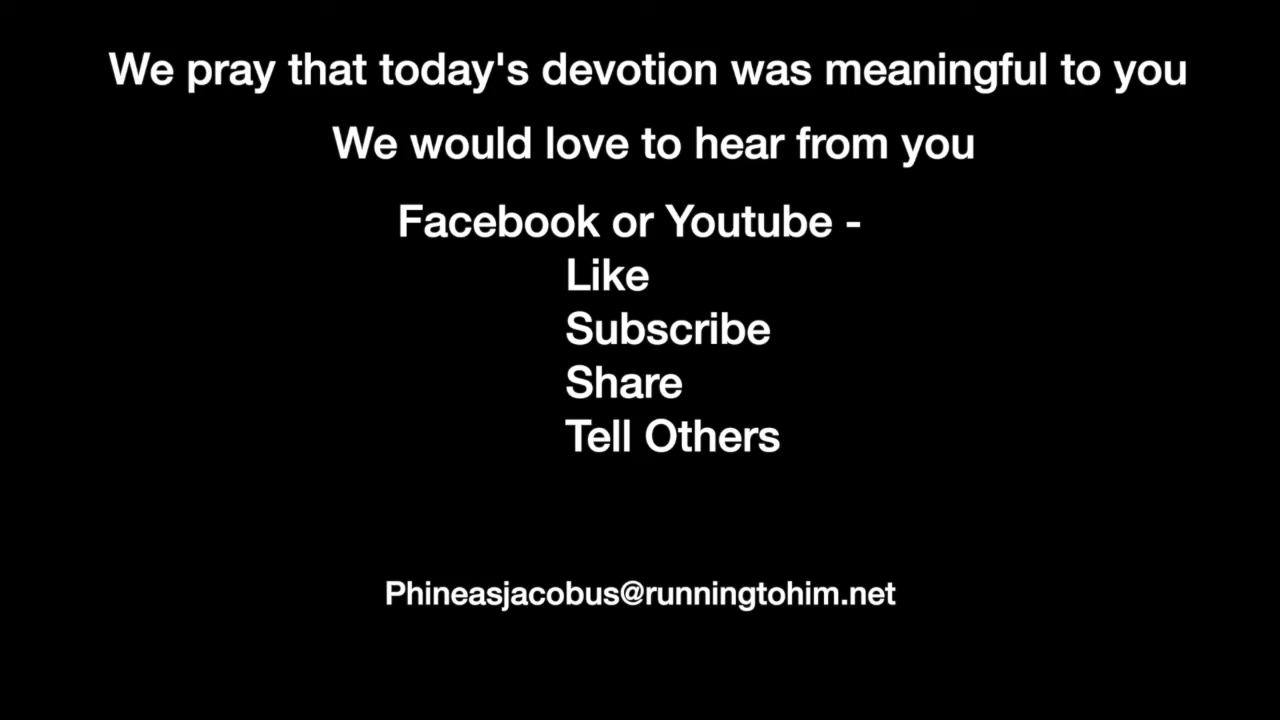 We pray that today's devotion was meaningful to you
We would love to hear from you
Facebook or Youtube -
Like
Subscribe
Share
Tell Others
Phineasjacobus@runningtohim.net